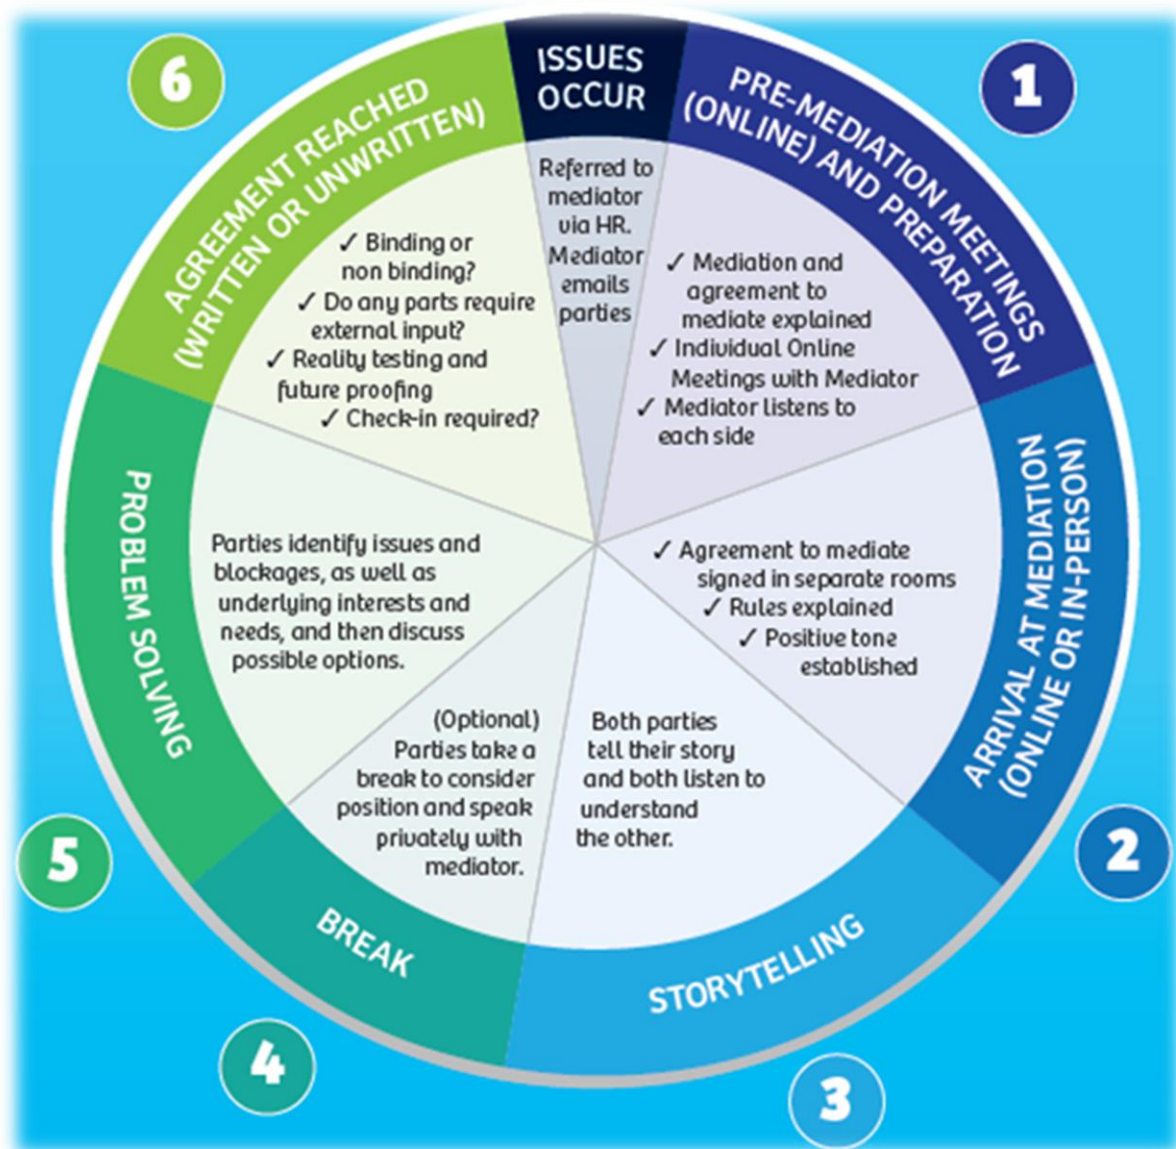 ISSUES
OCCUR
Referred to
mediator
via HR.
Mediator
emails
parties
1
PRE-MEDIATION MEETINGS
(ONLINE) AND PREPARATION
✓ Mediation and
agreement to
mediate explained
✓ Individual Online
Meetings with Mediator
✓ Mediator listens to
each side
2
ARRIVAL AT MEDIATION
(ONLINE OR IN-PERSON)
✓ Agreement to mediate
signed in separate rooms
✓ Rules explained
✓ Positive tone
established
3
STORYTELLING
Both parties
tell their story
and both listen to
understand
the other.
4
BREAK
(Optional)
Parties take a
break to consider
position and speak
privately with
mediator.
5
PROBLEM SOLVING
Parties identify issues and
blockages, as well as
underlying interests and
needs, and then discuss
possible options.
6
AGREEMENT REACHED
(WRITTEN OR UNWRITTEN)
✓ Binding or
non binding?
✓ Do any parts require
external input?
✓ Reality testing and
future proofing
✓ Check-in required?